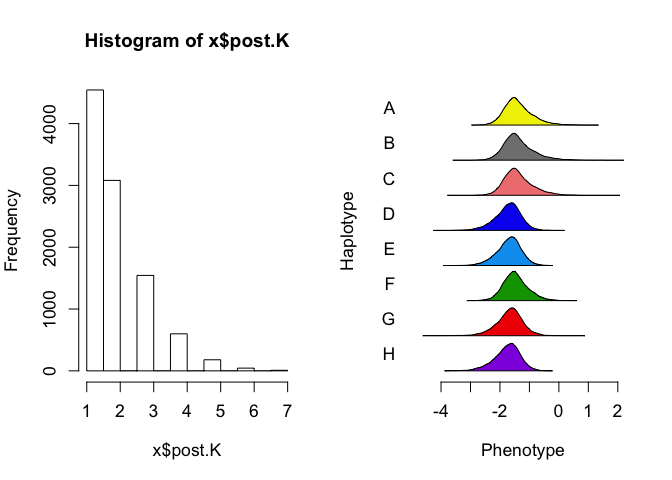 Histogram of x$post.K
Frequency
0
1000
2000
3000
4000
1 2 3 4 5 6 7
x$post.K
Haplotype
A
B
C
D
E
F
G
H
-4 -2 0 1 2
Phenotype